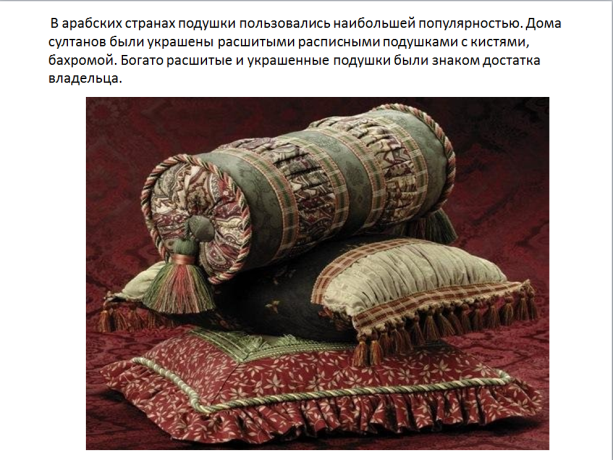 В арабских странах подушки пользовались наибольшей популярностью. Дома
султанов были украшены расшитыми расписными подушками с кистями,
бахромой. Богато расшитые и украшенные подушки были знаком достатка
владельца.